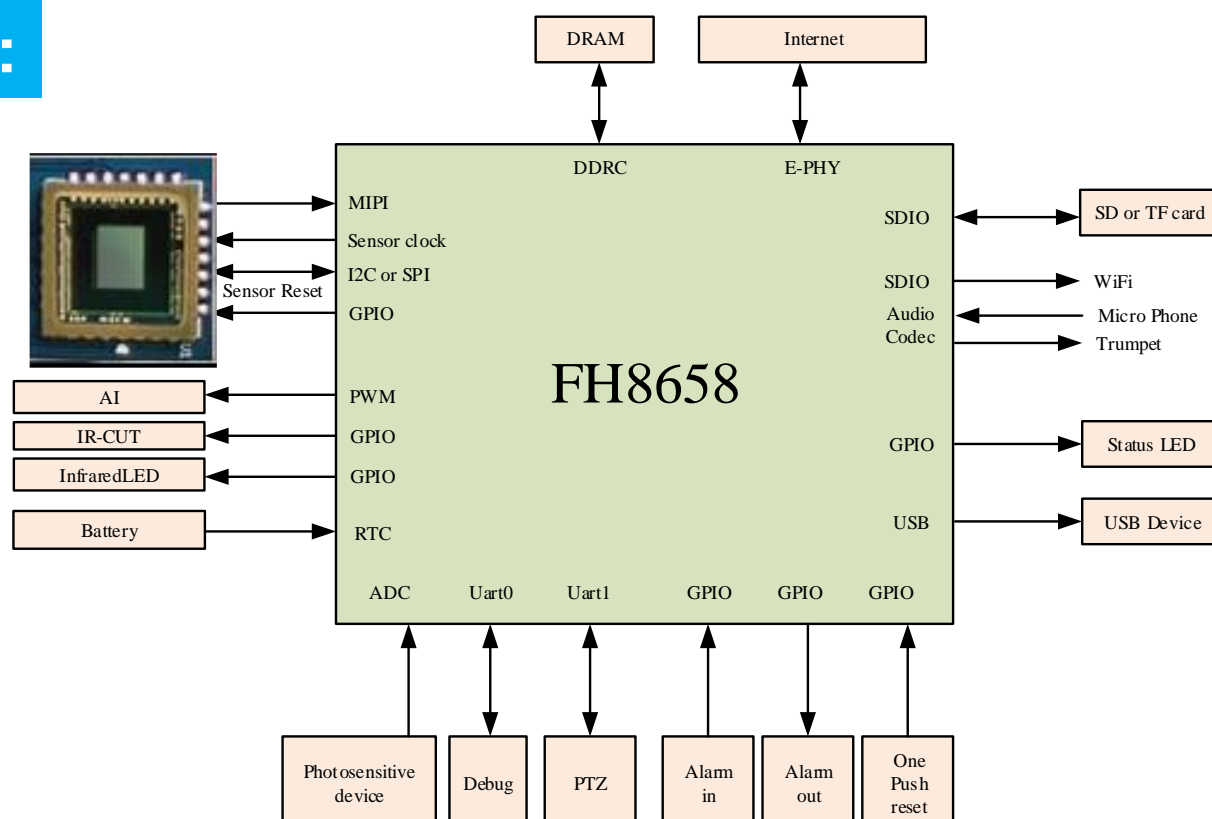 DRAM
Internet
DDRC
E-PHY
MIPI
Sensor clock
I2C or SPI
Sensor Reset
GPIO
PWM
GPIO
GPIO
RTC
AI
IR-CUT
InfraredLED
Battery
FH8658
SDIO
SD or TF card
SDIO
WiFi
Audio
Codec
Micro Phone
Trumpet
GPIO
Status LED
USB
USB Device
ADC
Uart0
Uart1
GPIO
GPIO
GPIO
Photosensitive
device
Debug
PTZ
Alarm
in
Alarm
out
One
Push
reset